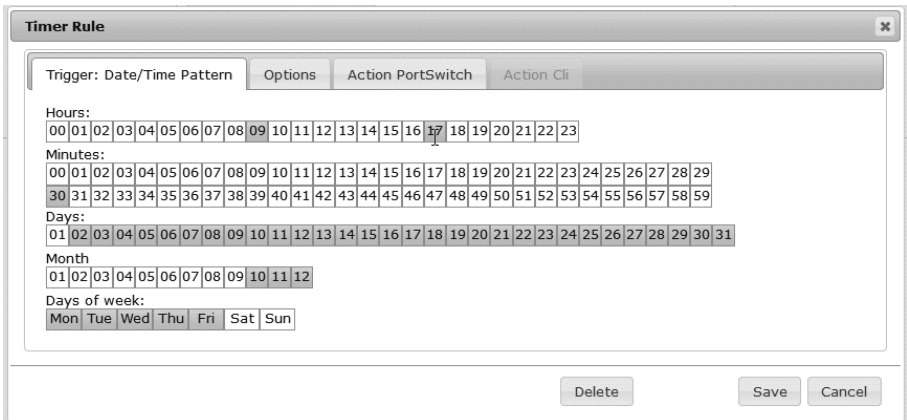 Timer Rule
Trigger: Date/Time Pattern Options Action PortSwitch Action Cli
Hours:
00 01 02 03 04 05 06 07 08 09 10 11 12 13 14 15 16 17 18 19 20 21 22 23
Minutes:
00 01 02 03 04 05 06 07 08 09 10 11 12 13 14 15 16 17 18 19 20 21 22 23 24 25 26 27 28 29
30 31 32 33 34 35 36 37 38 39 40 41 42 43 44 45 46 47 48 49 50 51 52 53 54 55 56 57 58 59
Days:
01 02 03 04 05 06 07 08 09 10 11 12 13 14 15 16 17 18 19 20 21 22 23 24 25 26 27 28 29 30 31
Month
01 02 03 04 05 06 07 08 09 10 11 12
Days of week:
Mon Tue Wed Thu Fri Sat Sun
Delete Save Cancel